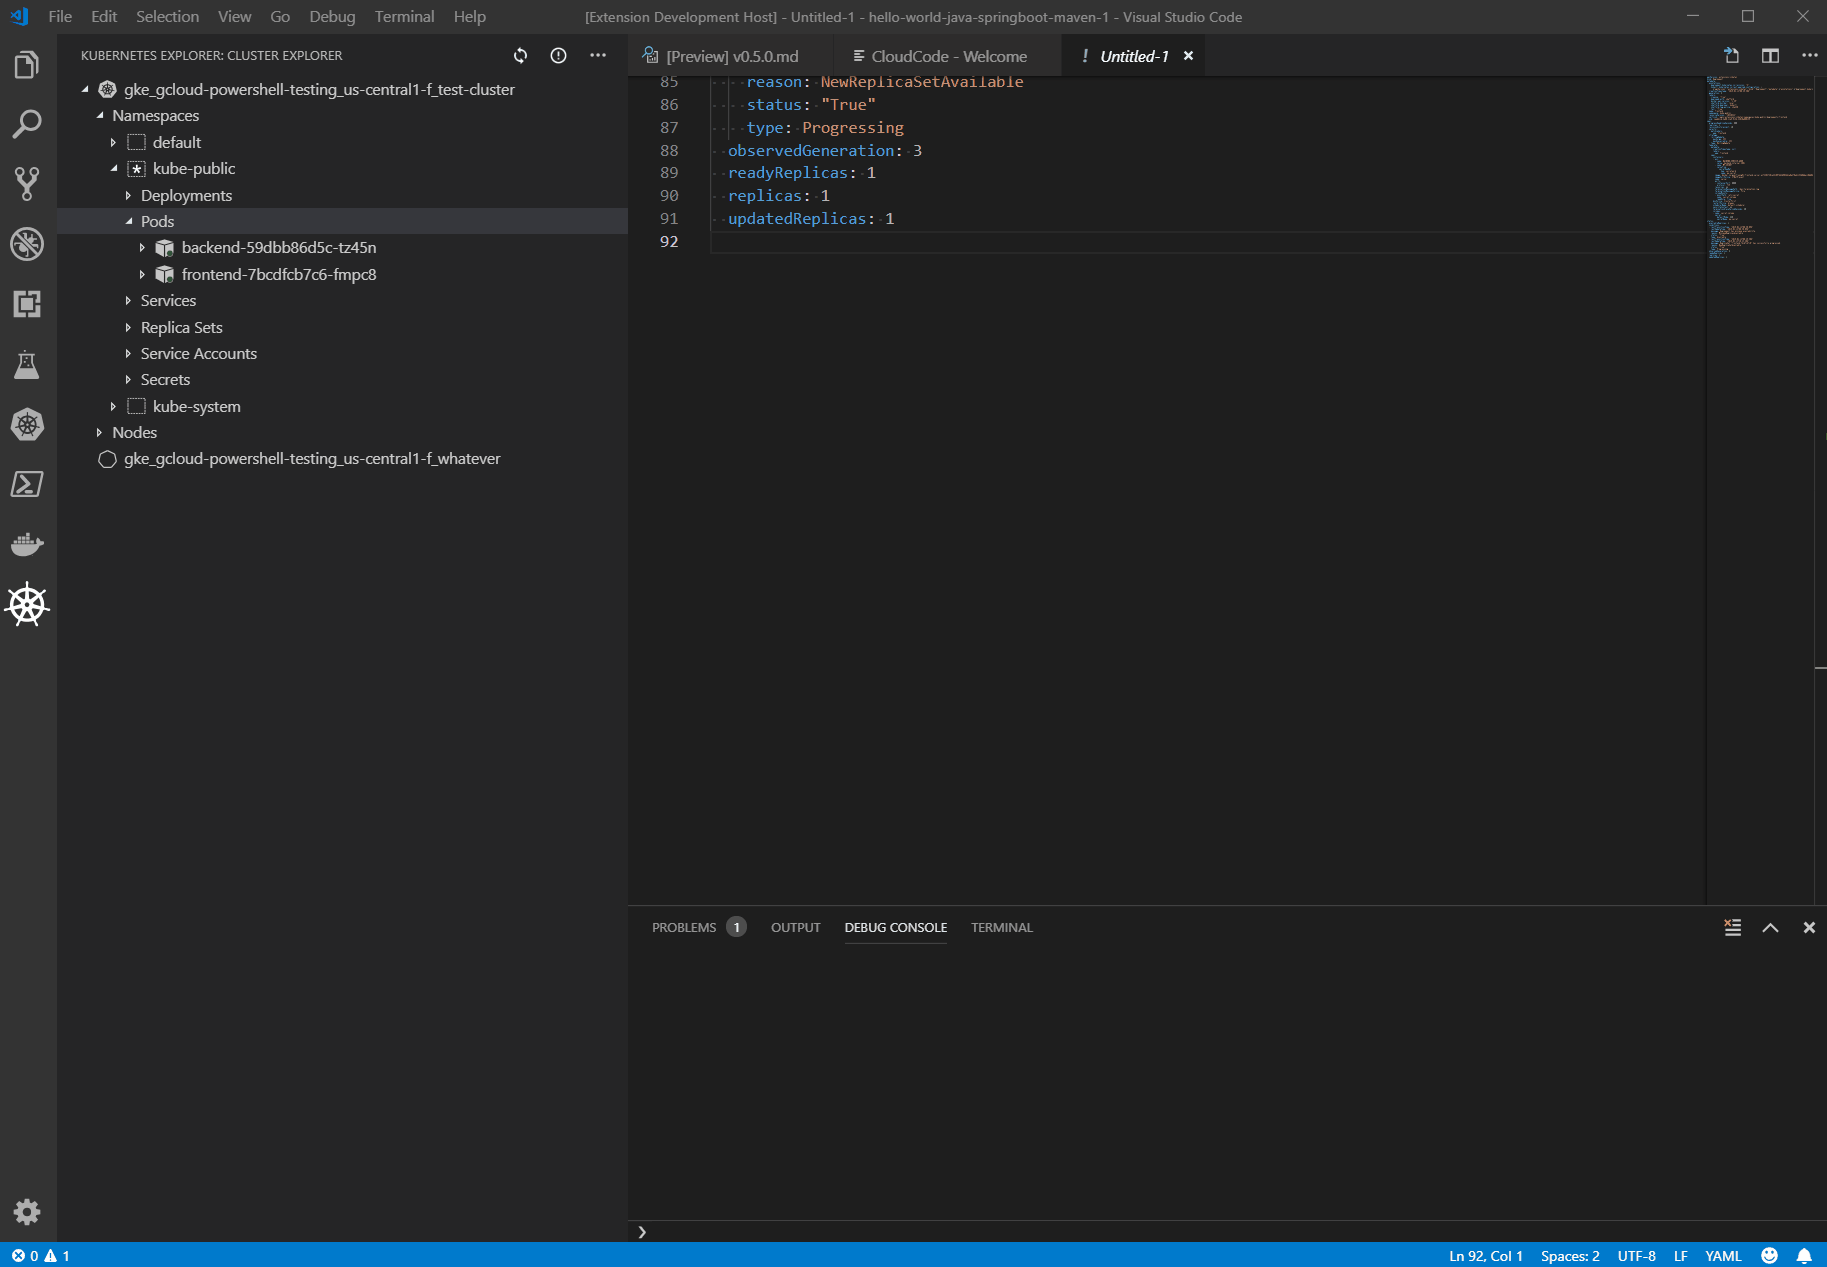 File Edit Selection View Go Debug Terminal Help
[Extension Development Host] - Untitled-1 - hello-world-java-springboot-maven-1 - Visual Studio Code
KUBERNETES EXPLORER: CLUSTER EXPLORER
gke_gcloud-powershell-testing_us-central1-f_test-cluster
Namespaces
default
kube-public
Deployments
Pods
backend-59dbb86d5c-tz45n
frontend-7bcdfcb7c6-fmpc8
Services
Replica Sets
Service Accounts
Secrets
kube-system
Nodes
gke_gcloud-powershell-testing_us-central1-f_whatever
[Preview] v0.5.0.md
CloudCode - Welcome
! Untitled-1
85 reason: NewReplicaSetAvailable
86 status: "True"
87 type: Progressing
88 observedGeneration: 3
89 readyReplicas: 1
90 replicas: 1
91 updatedReplicas: 1
92
PROBLEMS 1 OUTPUT DEBUG CONSOLE TERMINAL
0 1
Ln 92, Col 1 Spaces: 2 UTF-8 LF YAML